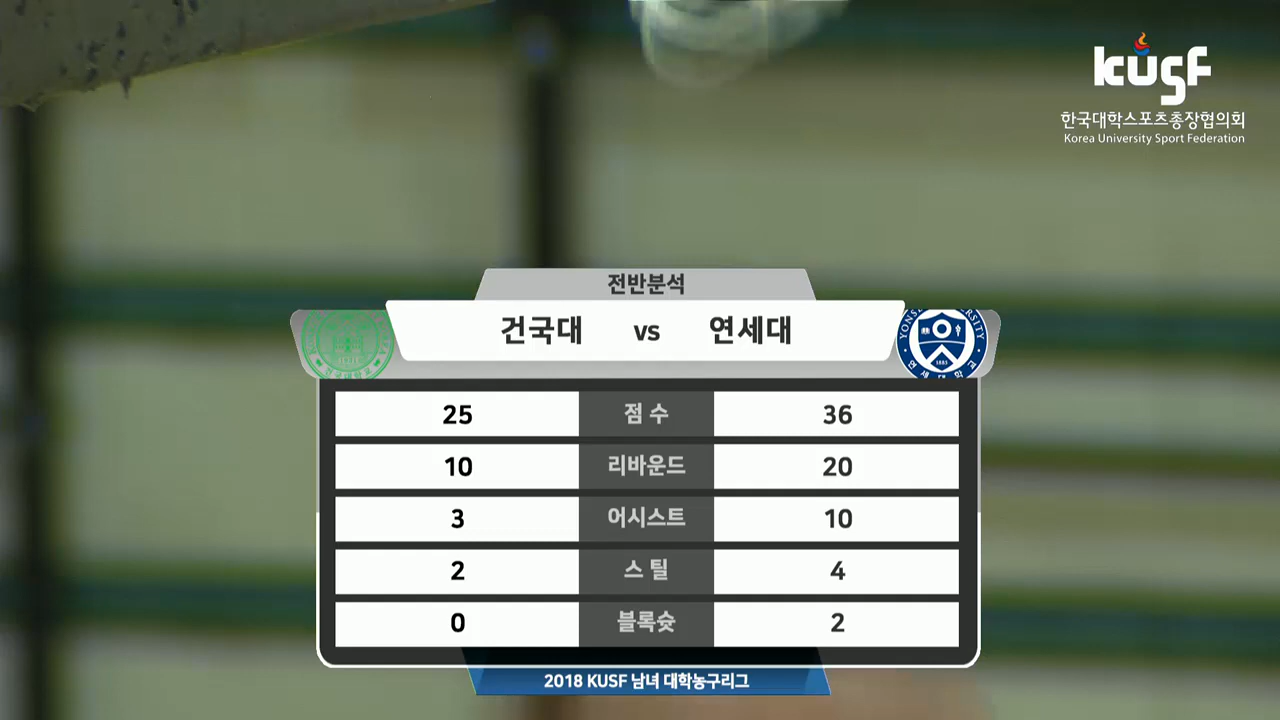 kusf
한국대학스포츠총장협의회
Korea University Sport Federation
전반분석
건국대 vs 연세대
25 점 수 36
10 리바운드 20
3 어시스트 10
2 스 틸 4
0 블록슛 2
2018 KUSF 남녀 대학농구리그